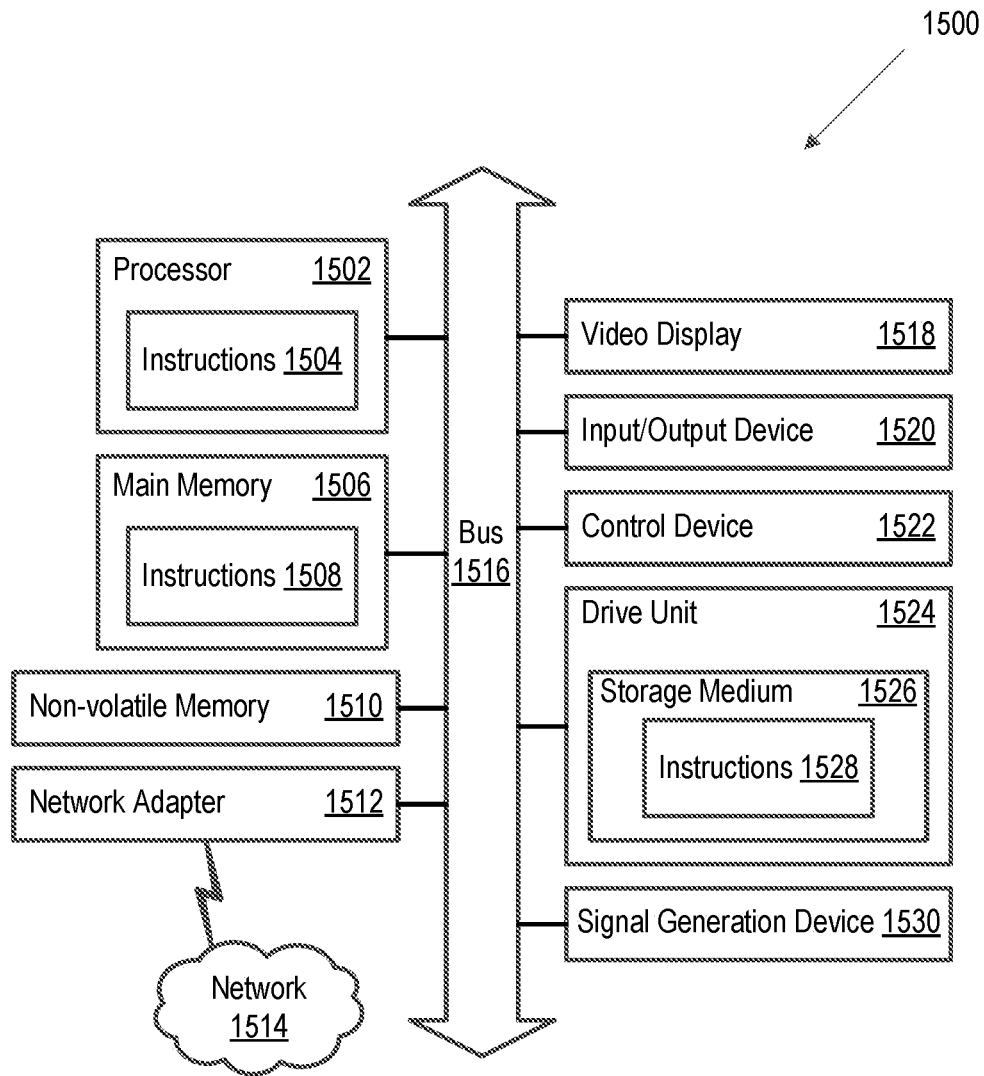 1500
Processor 1502
Instructions 1504
Main Memory 1506
Instructions 1508
Non-volatile Memory 1510
Network Adapter 1512
Network
1514
Bus
1516
Video Display 1518
Input/Output Device 1520
Control Device 1522
Drive Unit 1524
Storage Medium 1526
Instructions 1528
Signal Generation Device 1530